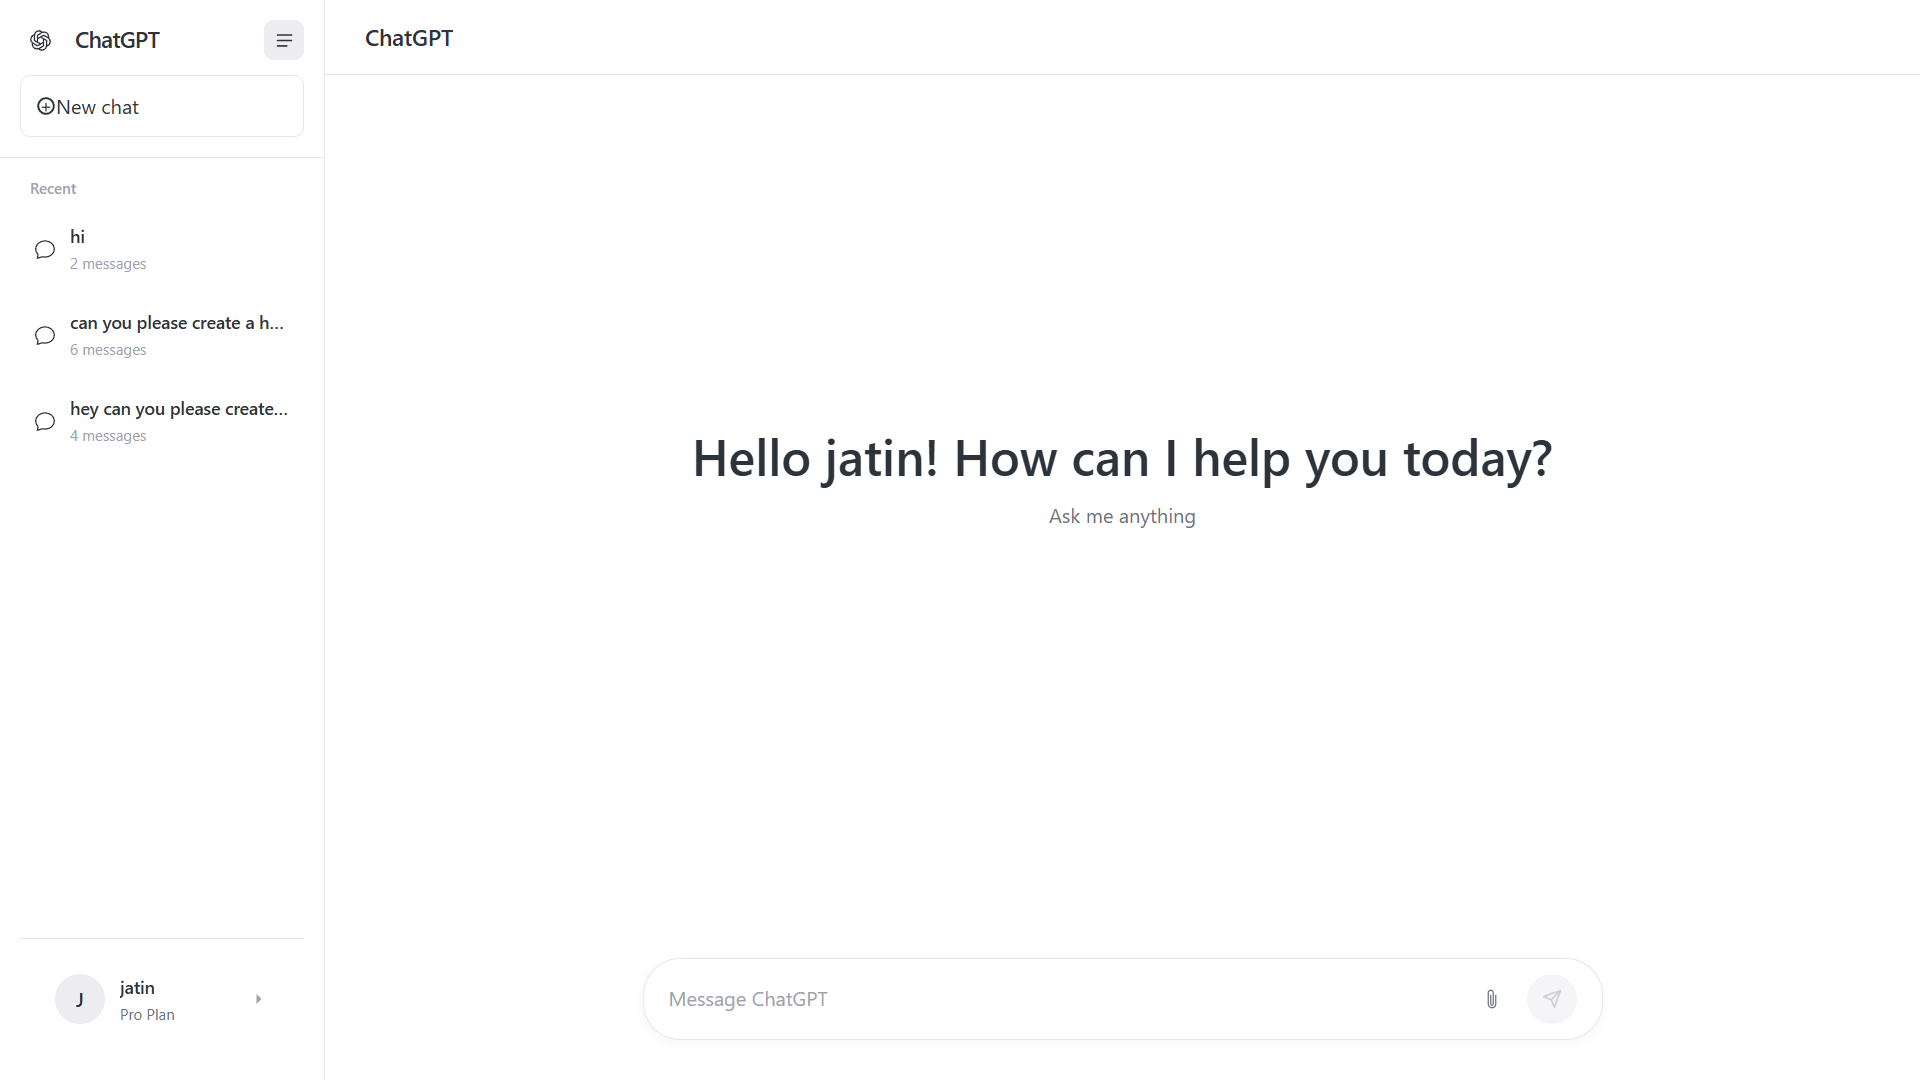 ChatGPT
New chat
Recent
hi
2 messages
can you please create a h...
6 messages
hey can you please create...
4 messages
J
jatin
Pro Plan
ChatGPT
Hello jatin! How can I help you today?
Ask me anything
Message ChatGPT